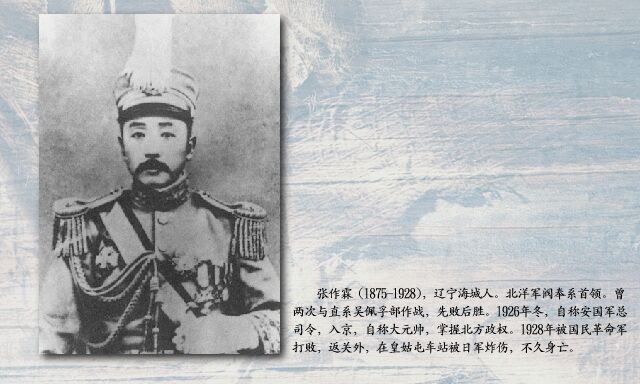 张作霖（1875-1928），辽宁海城人。北洋军阀奉系首领。曾
两次与直系吴佩孚部作战，先败后胜。1926年冬，自称安国军总
司令，入京，自称大元帅，掌握北方政权。1928年被国民革命军
打败，返关外，在皇姑屯车站被日军炸伤，不久身亡。